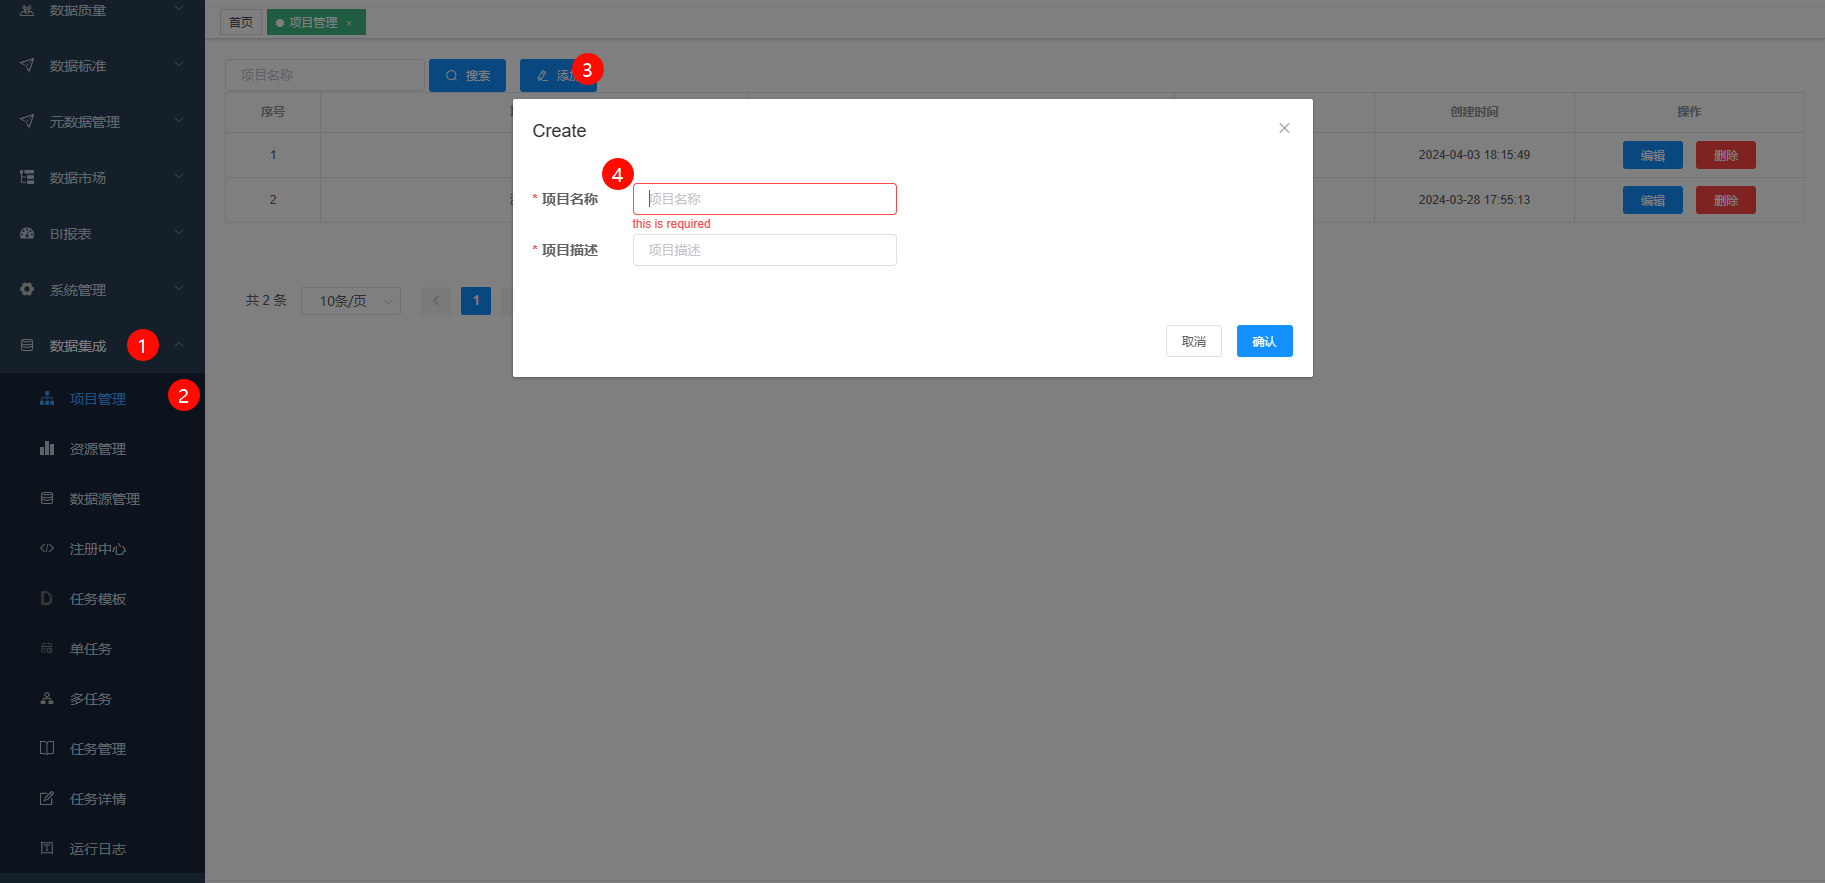 数据质量
数据标准
元数据管理
数据市场
BI报表
系统管理
数据集成
1
项目管理
2
资源管理
数据源管理
注册中心
任务模板
单任务
多任务
任务管理
任务详情
运行日志
首页
项目管理 ×
项目名称
搜索
3
序号
创建时间
操作
1
2024-04-03 18:15:49
编辑
删除
2
2024-03-28 17:55:13
编辑
删除
共 2 条
10条/页
1
Create
4
* 项目名称
项目名称
this is required
* 项目描述
项目描述
取消
确认